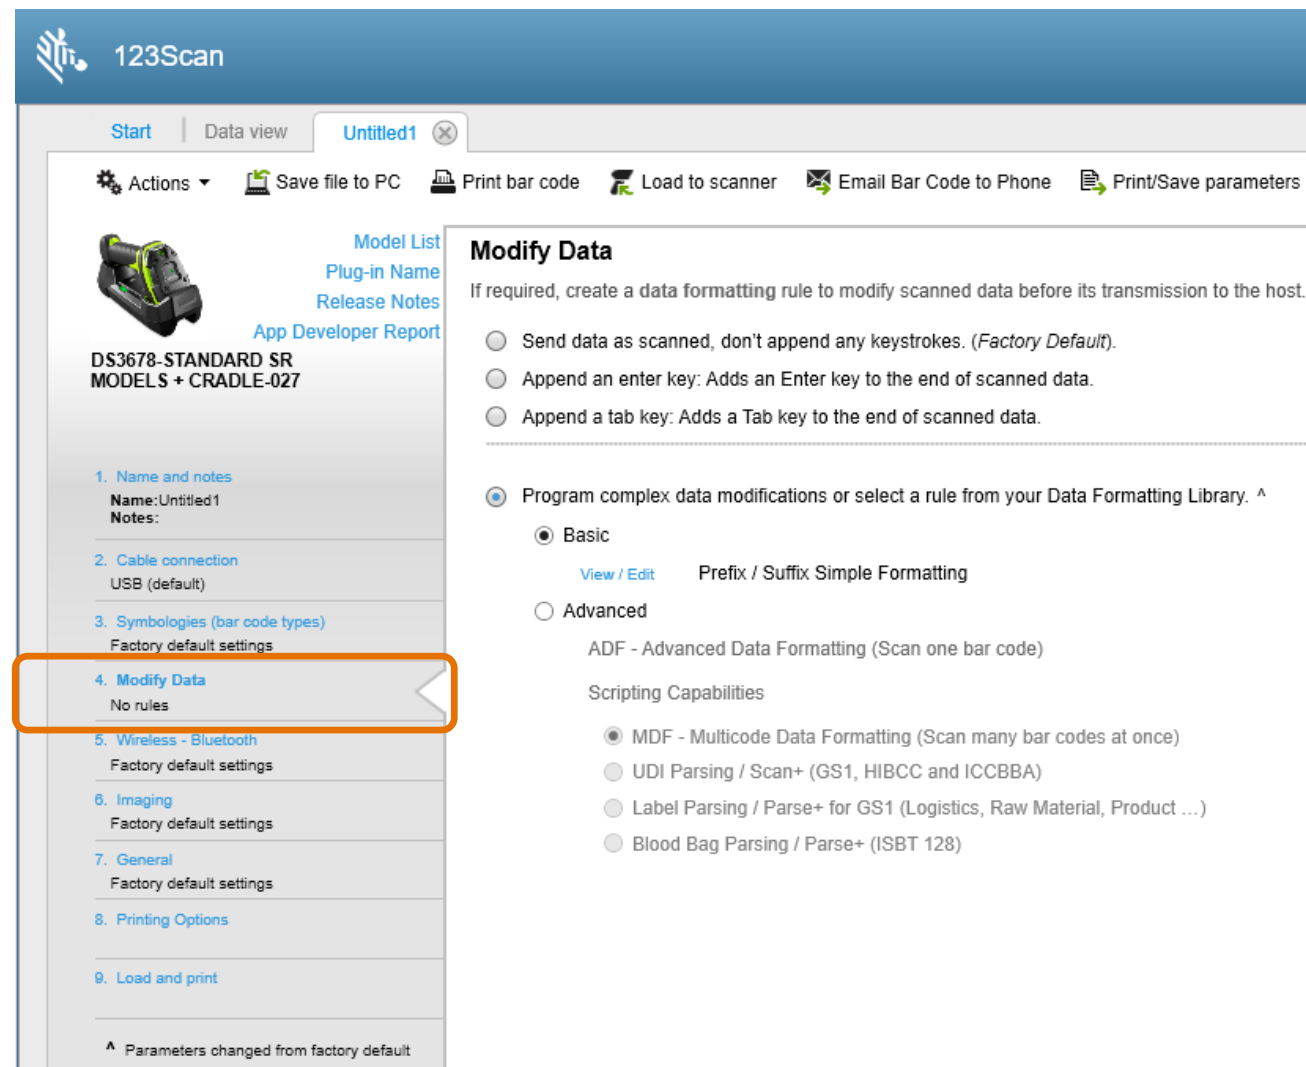 123Scan
Start Data view Untitled1
Actions Save file to PC Print bar code Load to scanner Email Bar Code to Phone Print/Save parameters
Model List
Plug-in Name
Release Notes
App Developer Report
DS3678-STANDARD SR
MODELS + CRADLE-027
1. Name and notes
Name:Untitled1
Notes:
2. Cable connection
USB (default)
3. Symbologies (bar code types)
Factory default settings
4. Modify Data
No rules
5. Wireless - Bluetooth
Factory default settings
6. Imaging
Factory default settings
7. General
Factory default settings
8. Printing Options
9. Load and print
^ Parameters changed from factory default
Modify Data
If required, create a data formatting rule to modify scanned data before its transmission to the host.
Send data as scanned, don't append any keystrokes. (Factory Default).
Append an enter key: Adds an Enter key to the end of scanned data.
Append a tab key: Adds a Tab key to the end of scanned data.
Program complex data modifications or select a rule from your Data Formatting Library. ^
Basic
View / Edit Prefix / Suffix Simple Formatting
Advanced
ADF - Advanced Data Formatting (Scan one bar code)
Scripting Capabilities
MDF - Multicode Data Formatting (Scan many bar codes at once)
UDI Parsing / Scan+ (GS1, HIBCC and ICCBBA)
Label Parsing / Parse+ for GS1 (Logistics, Raw Material, Product ...)
Blood Bag Parsing / Parse+ (ISBT 128)